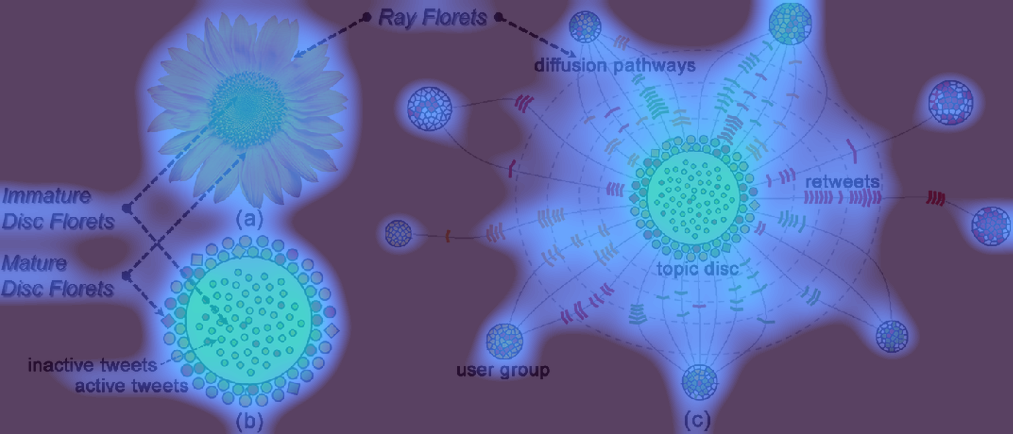 Ray Florets
diffusion pathways
Immature
Disc Florets
(a)
retweets
Mature
Disc Florets
topic disc
inactive tweets
active tweets
user group
(b)
(c)